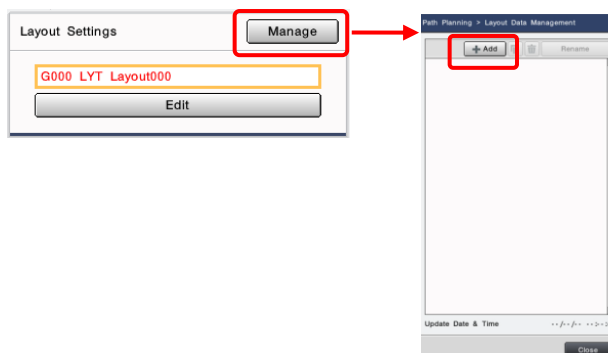 Layout Settings
Manage
G000 LYT Layout000
Edit
Path Planning > Layout Data Management
Add
Rename
Update Date & Time
Close